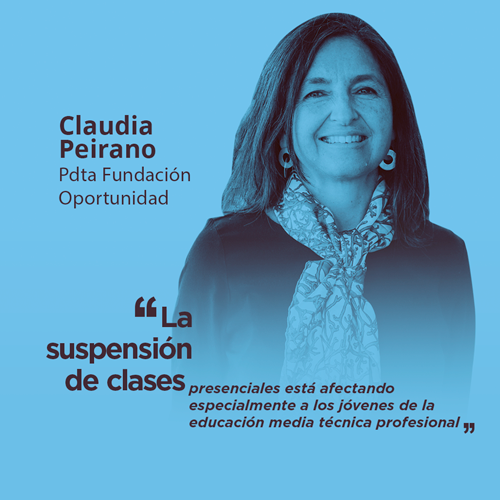 Claudia
Peirano
Pdta Fundación
Oportunidad
“La
suspensión
de clases
presenciales está afectando
especialmente a los jóvenes de la
educación media técnica profesional”